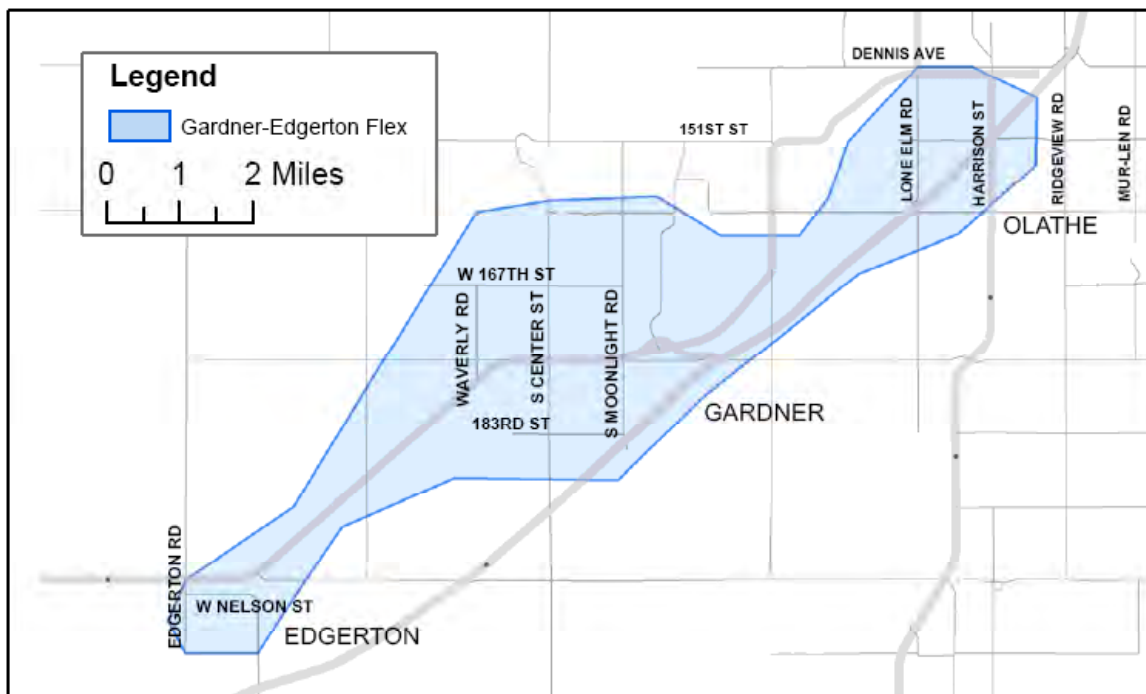 Legend
Gardner-Edgerton Flex
0 1 2 Miles
DENNIS AVE
151ST ST
LONE ELM RD
HARRISON ST
RIDGEVIEW RD
MUR-LEN RD
OLATHE
W 167TH ST
WAVERLY RD
S CENTER ST
S MOONLIGHT RD
GARDNER
183RD ST
EDGERTON RD
W NELSON ST
EDGERTON